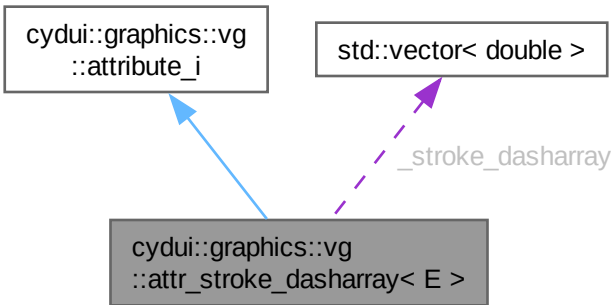 cydui::graphics::vg
::attribute_i
std::vector< double >
_stroke_dasharray
cydui::graphics::vg
::attr_stroke_dasharray< E >